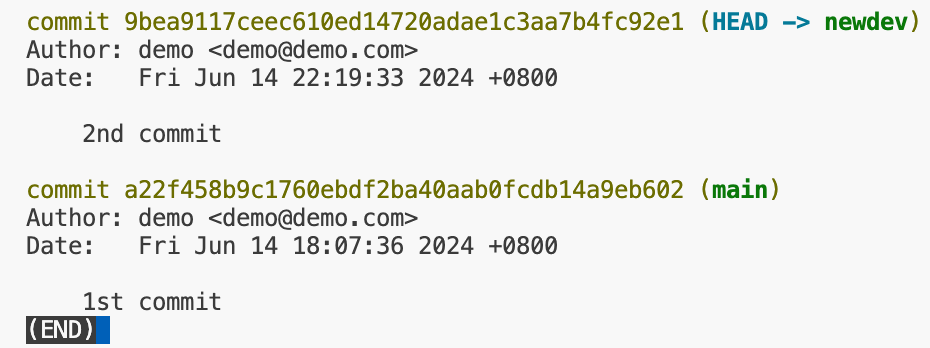 commit 9bea9117ceec610ed14720adae1c3aa7b4fc92e1 (HEAD -> newdev)
Author: demo <demo@demo.com>
Date:   Fri Jun 14 22:19:33 2024 +0800
2nd commit
commit a22f458b9c1760ebdf2ba40aab0fcdb14a9eb602 (main)
Author: demo <demo@demo.com>
Date:   Fri Jun 14 18:07:36 2024 +0800
1st commit
(END)